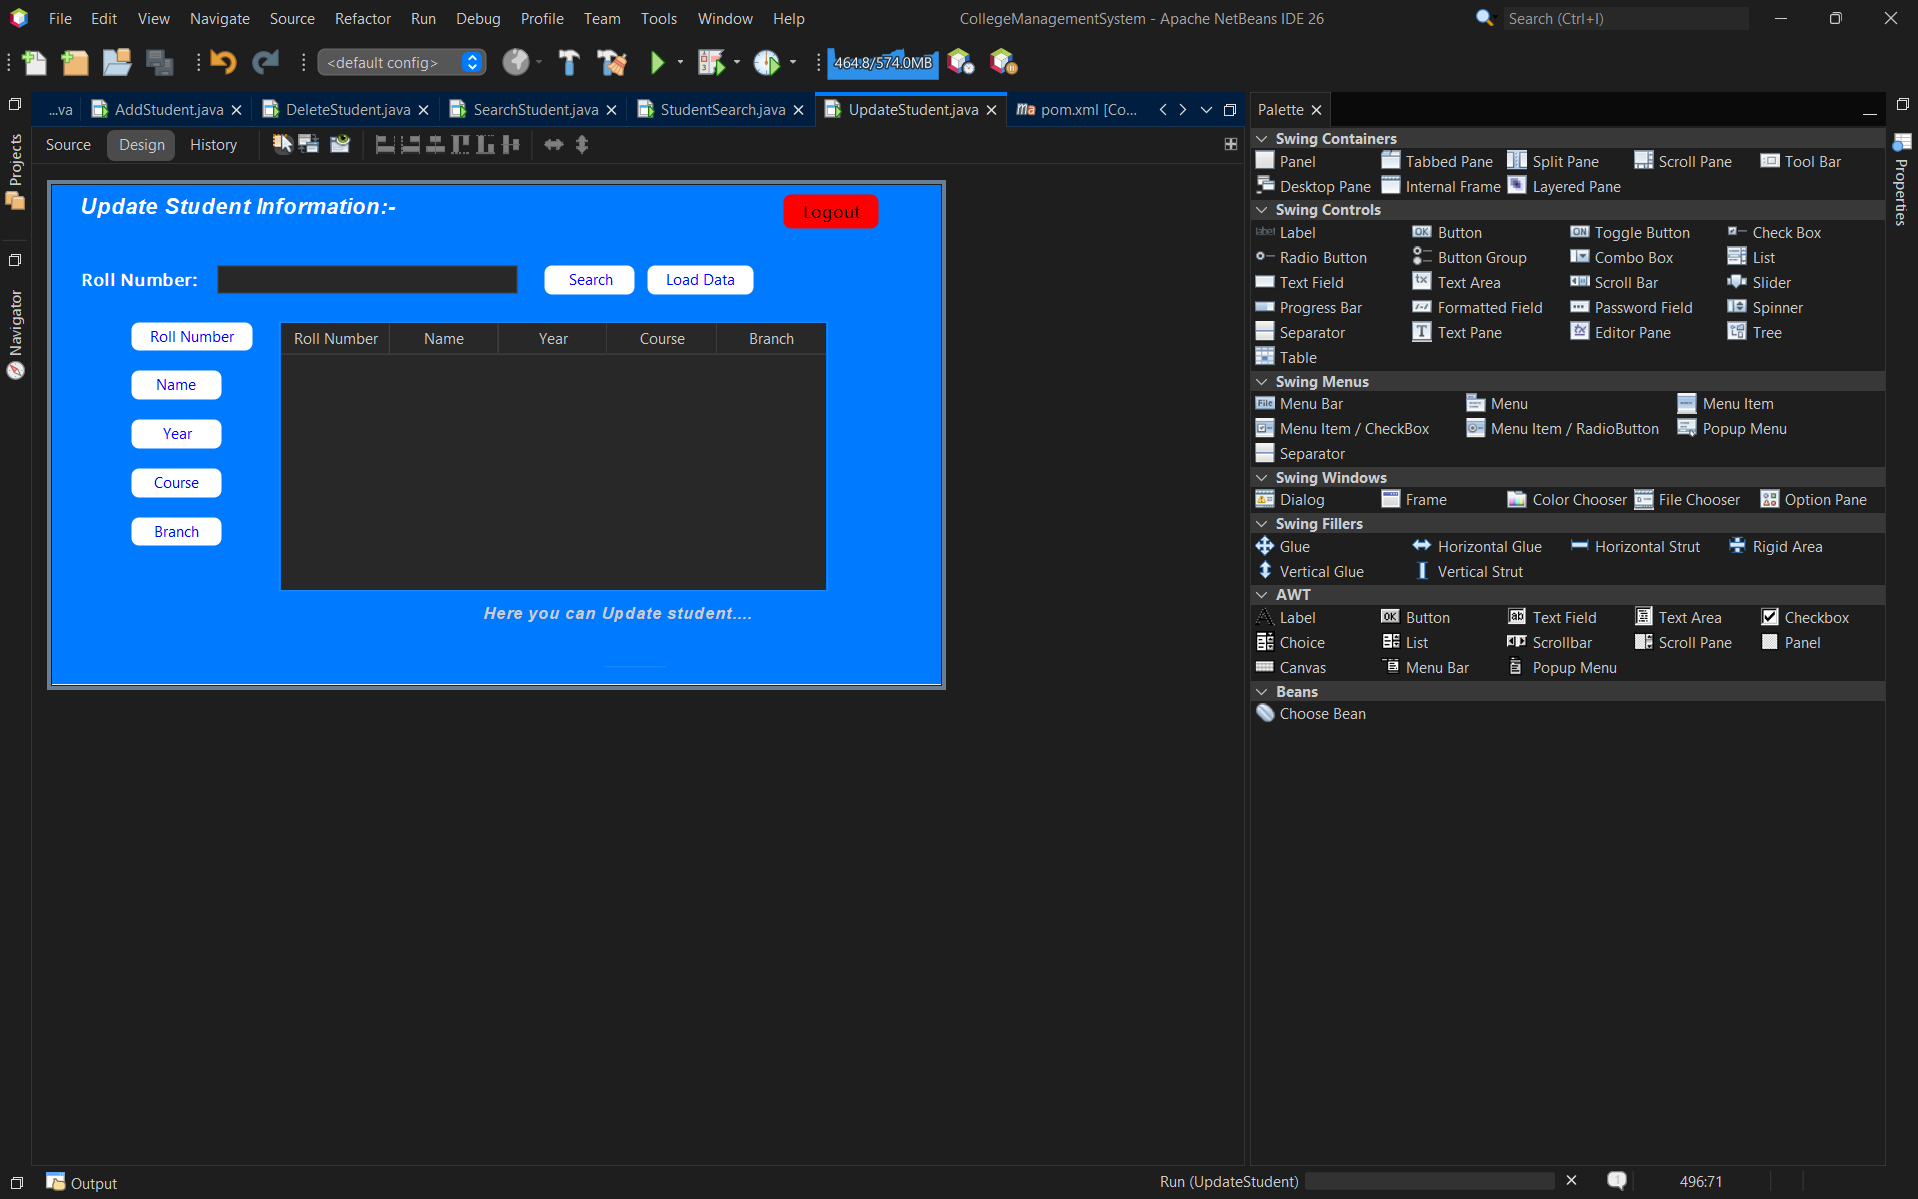 File Edit View Navigate Source Refactor Run Debug Profile Team Tools Window Help
CollegeManagementSystem - Apache NetBeans IDE 26
Search (Ctrl+I)
<default config>
464.8/574.0MB
...va AddStudent.java DeleteStudent.java SearchStudent.java StudentSearch.java UpdateStudent.java pom.xml [Co...
Source Design History
Projects
Navigator
Update Student Information:-
Logout
Roll Number:
Search
Load Data
Roll Number
Name
Year
Course
Branch
Roll Number Name Year Course Branch
Here you can Update student....
Palette
Swing Containers
Panel Tabbed Pane Split Pane Scroll Pane Tool Bar
Desktop Pane Internal Frame Layered Pane
Swing Controls
label Label OK Button ON Toggle Button Check Box
Radio Button Button Group Combo Box List
Text Field Text Area Scroll Bar Slider
Progress Bar Formatted Field Password Field Spinner
Separator Text Pane Editor Pane Tree
Table
Swing Menus
File Menu Bar Menu Menu Item
Menu Item / CheckBox Menu Item / RadioButton Popup Menu
Separator
Swing Windows
Dialog Frame Color Chooser File Chooser Option Pane
Swing Fillers
Glue Horizontal Glue Horizontal Strut Rigid Area
Vertical Glue Vertical Strut
AWT
Label OK Button Text Field Text Area Checkbox
Choice List Scrollbar Scroll Pane Panel
Canvas Menu Bar Popup Menu
Beans
Choose Bean
Properties
Output
Run (UpdateStudent)
496:71